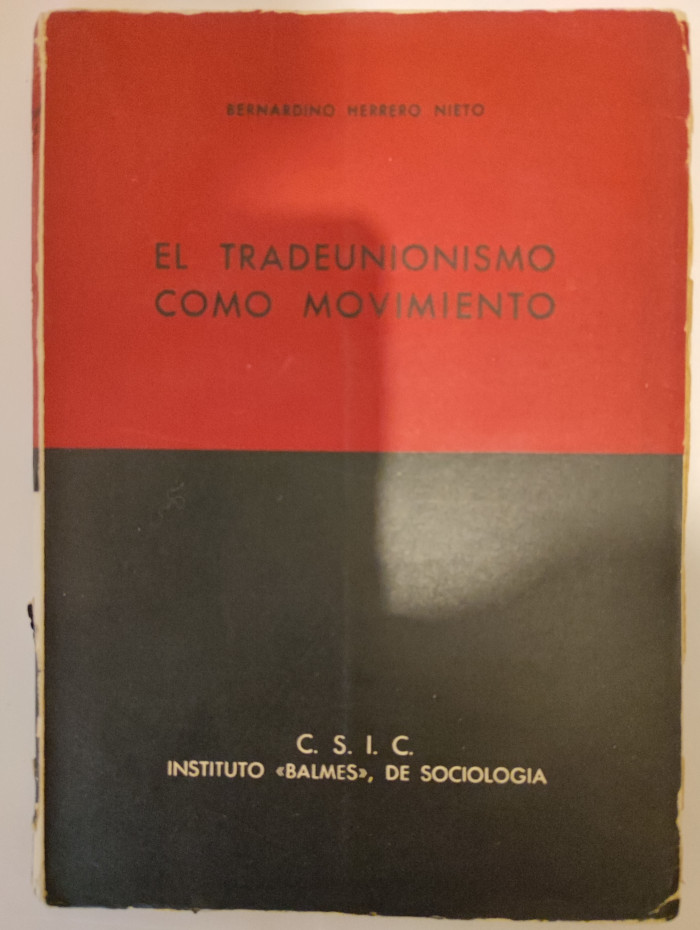 BERNARDINO HERRERO NIETO
EL TRADEUNIONISMO
COMO MOVIMIENTO
C. S. I. C.
INSTITUTO «BALMES», DE SOCIOLOGIA